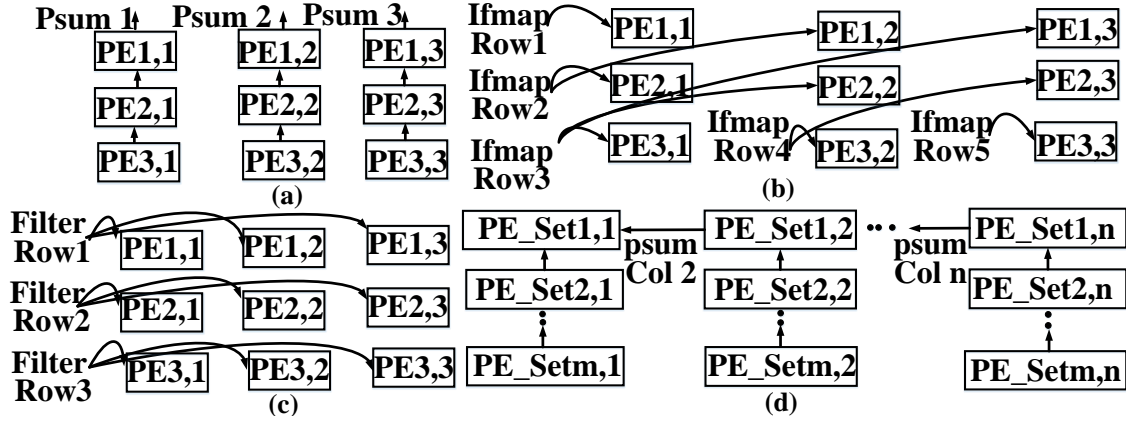 Psum 1 Psum 2 Psum 3
PE1,1 PE1,2 PE1,3
PE2,1 PE2,2 PE2,3
PE3,1 PE3,2 PE3,3
(a)
Ifmap
Row1
PE1,1 PE1,2 PE1,3
Ifmap
Row2
PE2,1 PE2,2 PE2,3
Ifmap
Row3
PE3,1
Ifmap
Row4
PE3,2
Ifmap
Row5
PE3,3
(b)
Filter
Row1
PE1,1 PE1,2 PE1,3
Filter
Row2
PE2,1 PE2,2 PE2,3
Filter
Row3
PE3,1 PE3,2 PE3,3
(c)
PE_Set1,1 PE_Set1,2 ··· PE_Set1,n
psum
Col 2
psum
Col n
PE_Set2,1 PE_Set2,2 PE_Set2,n
PE_Setm,1 PE_Setm,2 PE_Setm,n
(d)